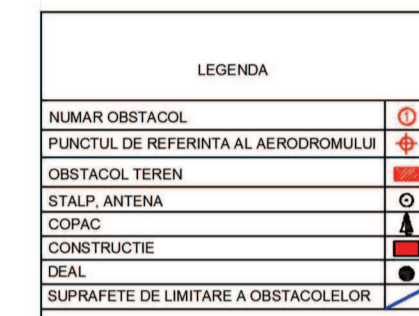 LEGENDA
NUMAR OBSTACOL 1
PUNCTUL DE REFERINTA AL AERODROMULUI
OBSTACOL TEREN
STALP, ANTENA
COPAC
CONSTRUCTIE
DEAL
SUPRAFETE DE LIMITARE A OBSTACOLELOR